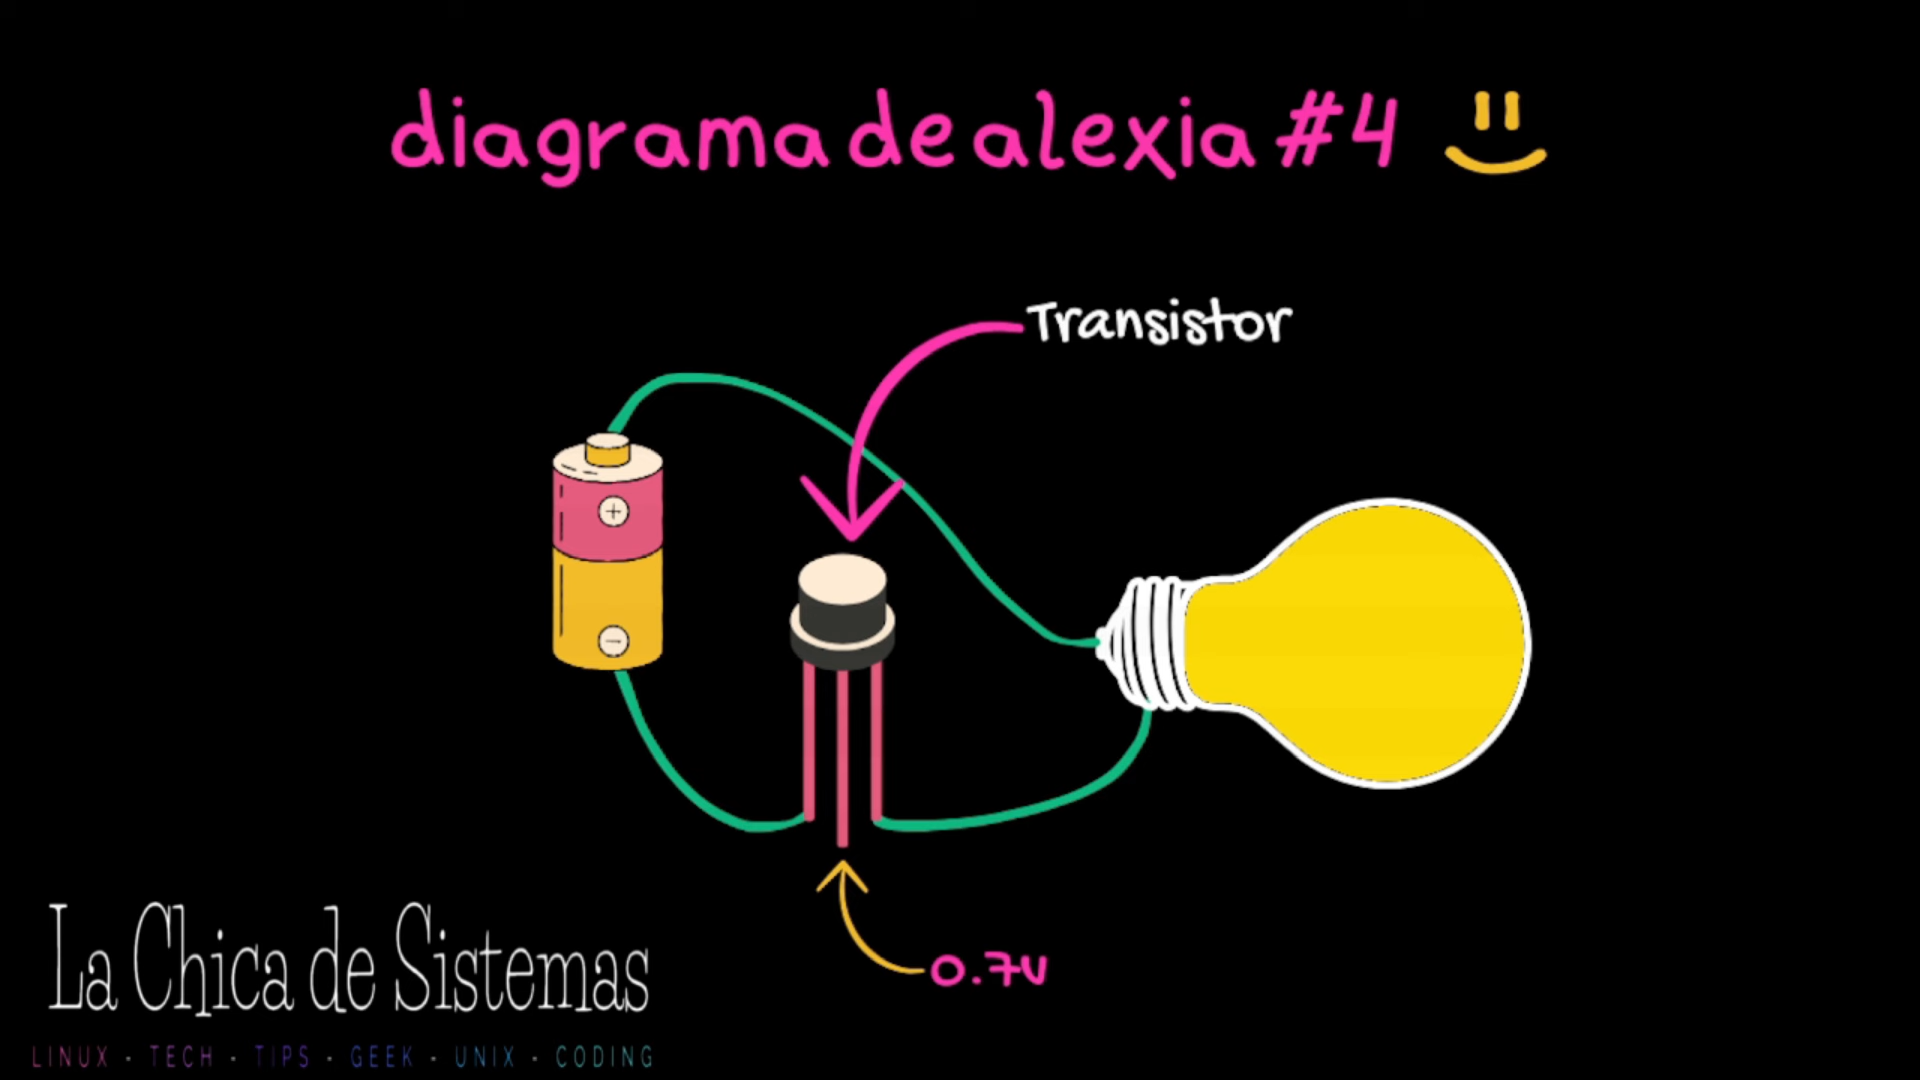 diagrama de alexia #4
Transistor
+
-
0.7V
La Chica de Sistemas
LINUX - TECH - TIPS - GEEK - UNIX - CODING